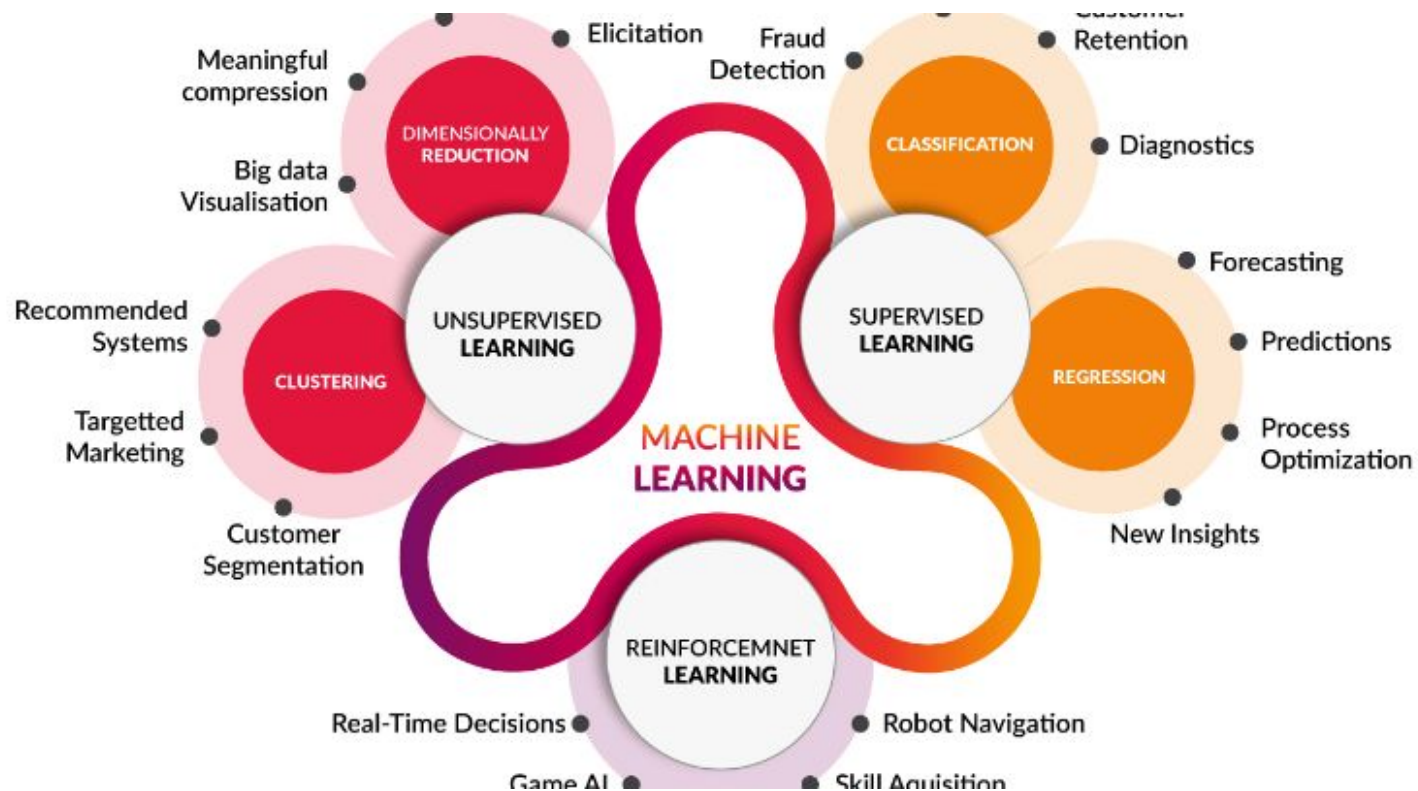 Elicitation
Meaningful
compression
DIMENSIONALLY
REDUCTION
Big data
Visualisation
Fraud
Detection
Customer
Retention
CLASSIFICATION
Diagnostics
UNSUPERVISED
LEARNING
SUPERVISED
LEARNING
Recommended
Systems
CLUSTERING
Targetted
Marketing
Customer
Segmentation
Forecasting
Predictions
REGRESSION
Process
Optimization
New Insights
MACHINE
LEARNING
REINFORCEMNET
LEARNING
Real-Time Decisions
Robot Navigation
Game AI
Skill Aquisition